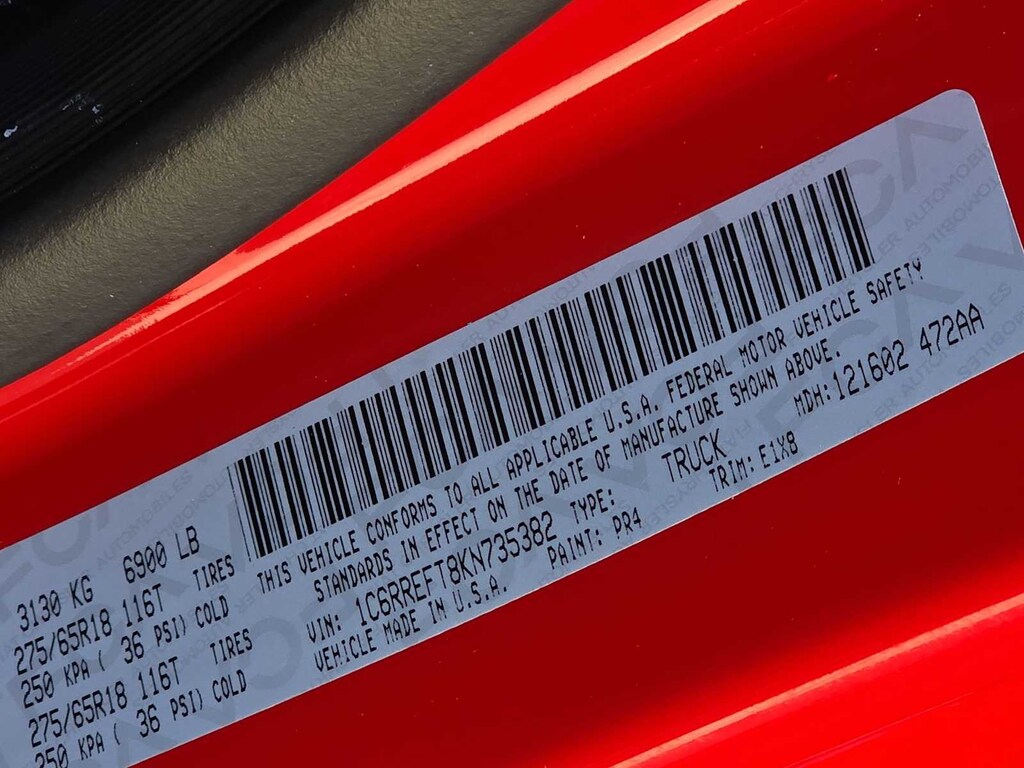 3130 KG 6900 LB
275/65R18 116T TIRES
250 KPA ( 36 PSI) COLD
275/65R18 116T TIRES
250 KPA ( 36 PSI) COLD
THIS VEHICLE CONFORMS TO ALL APPLICABLE U.S.A. FEDERAL MOTOR VEHICLE SAFETY
STANDARDS IN EFFECT ON THE DATE OF MANUFACTURE SHOWN ABOVE.
VIN: 1C6RREFT8KN735382 TYPE: TRUCK MDH: 121602 472AA
VEHICLE MADE IN U.S.A. PAINT: PR4 TRIM: E1X8